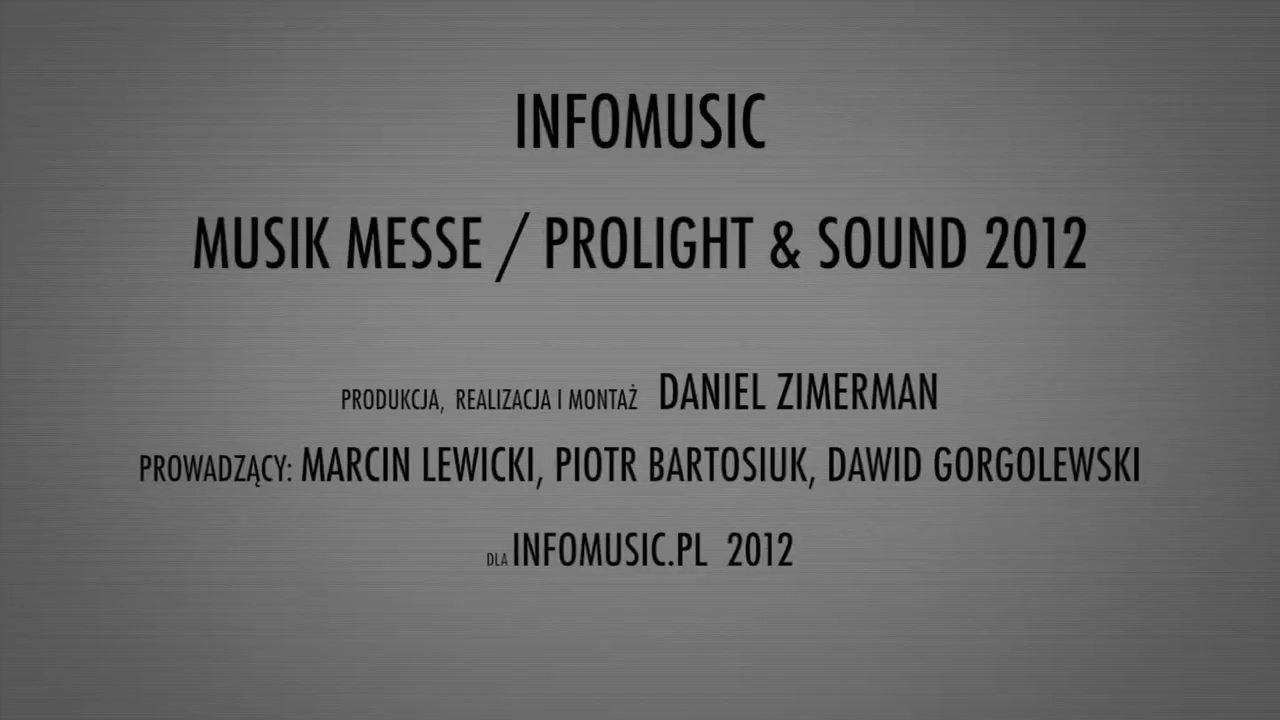 INFOMUSIC
MUSIK MESSE / PROLIGHT & SOUND 2012
PRODUKCJA, REALIZACJA I MONTAŻ DANIEL ZIMERMAN
PROWADZĄCY: MARCIN LEWICKI, PIOTR BARTOSIUK, DAWID GORGOLEWSKI
DLA INFOMUSIC.PL 2012